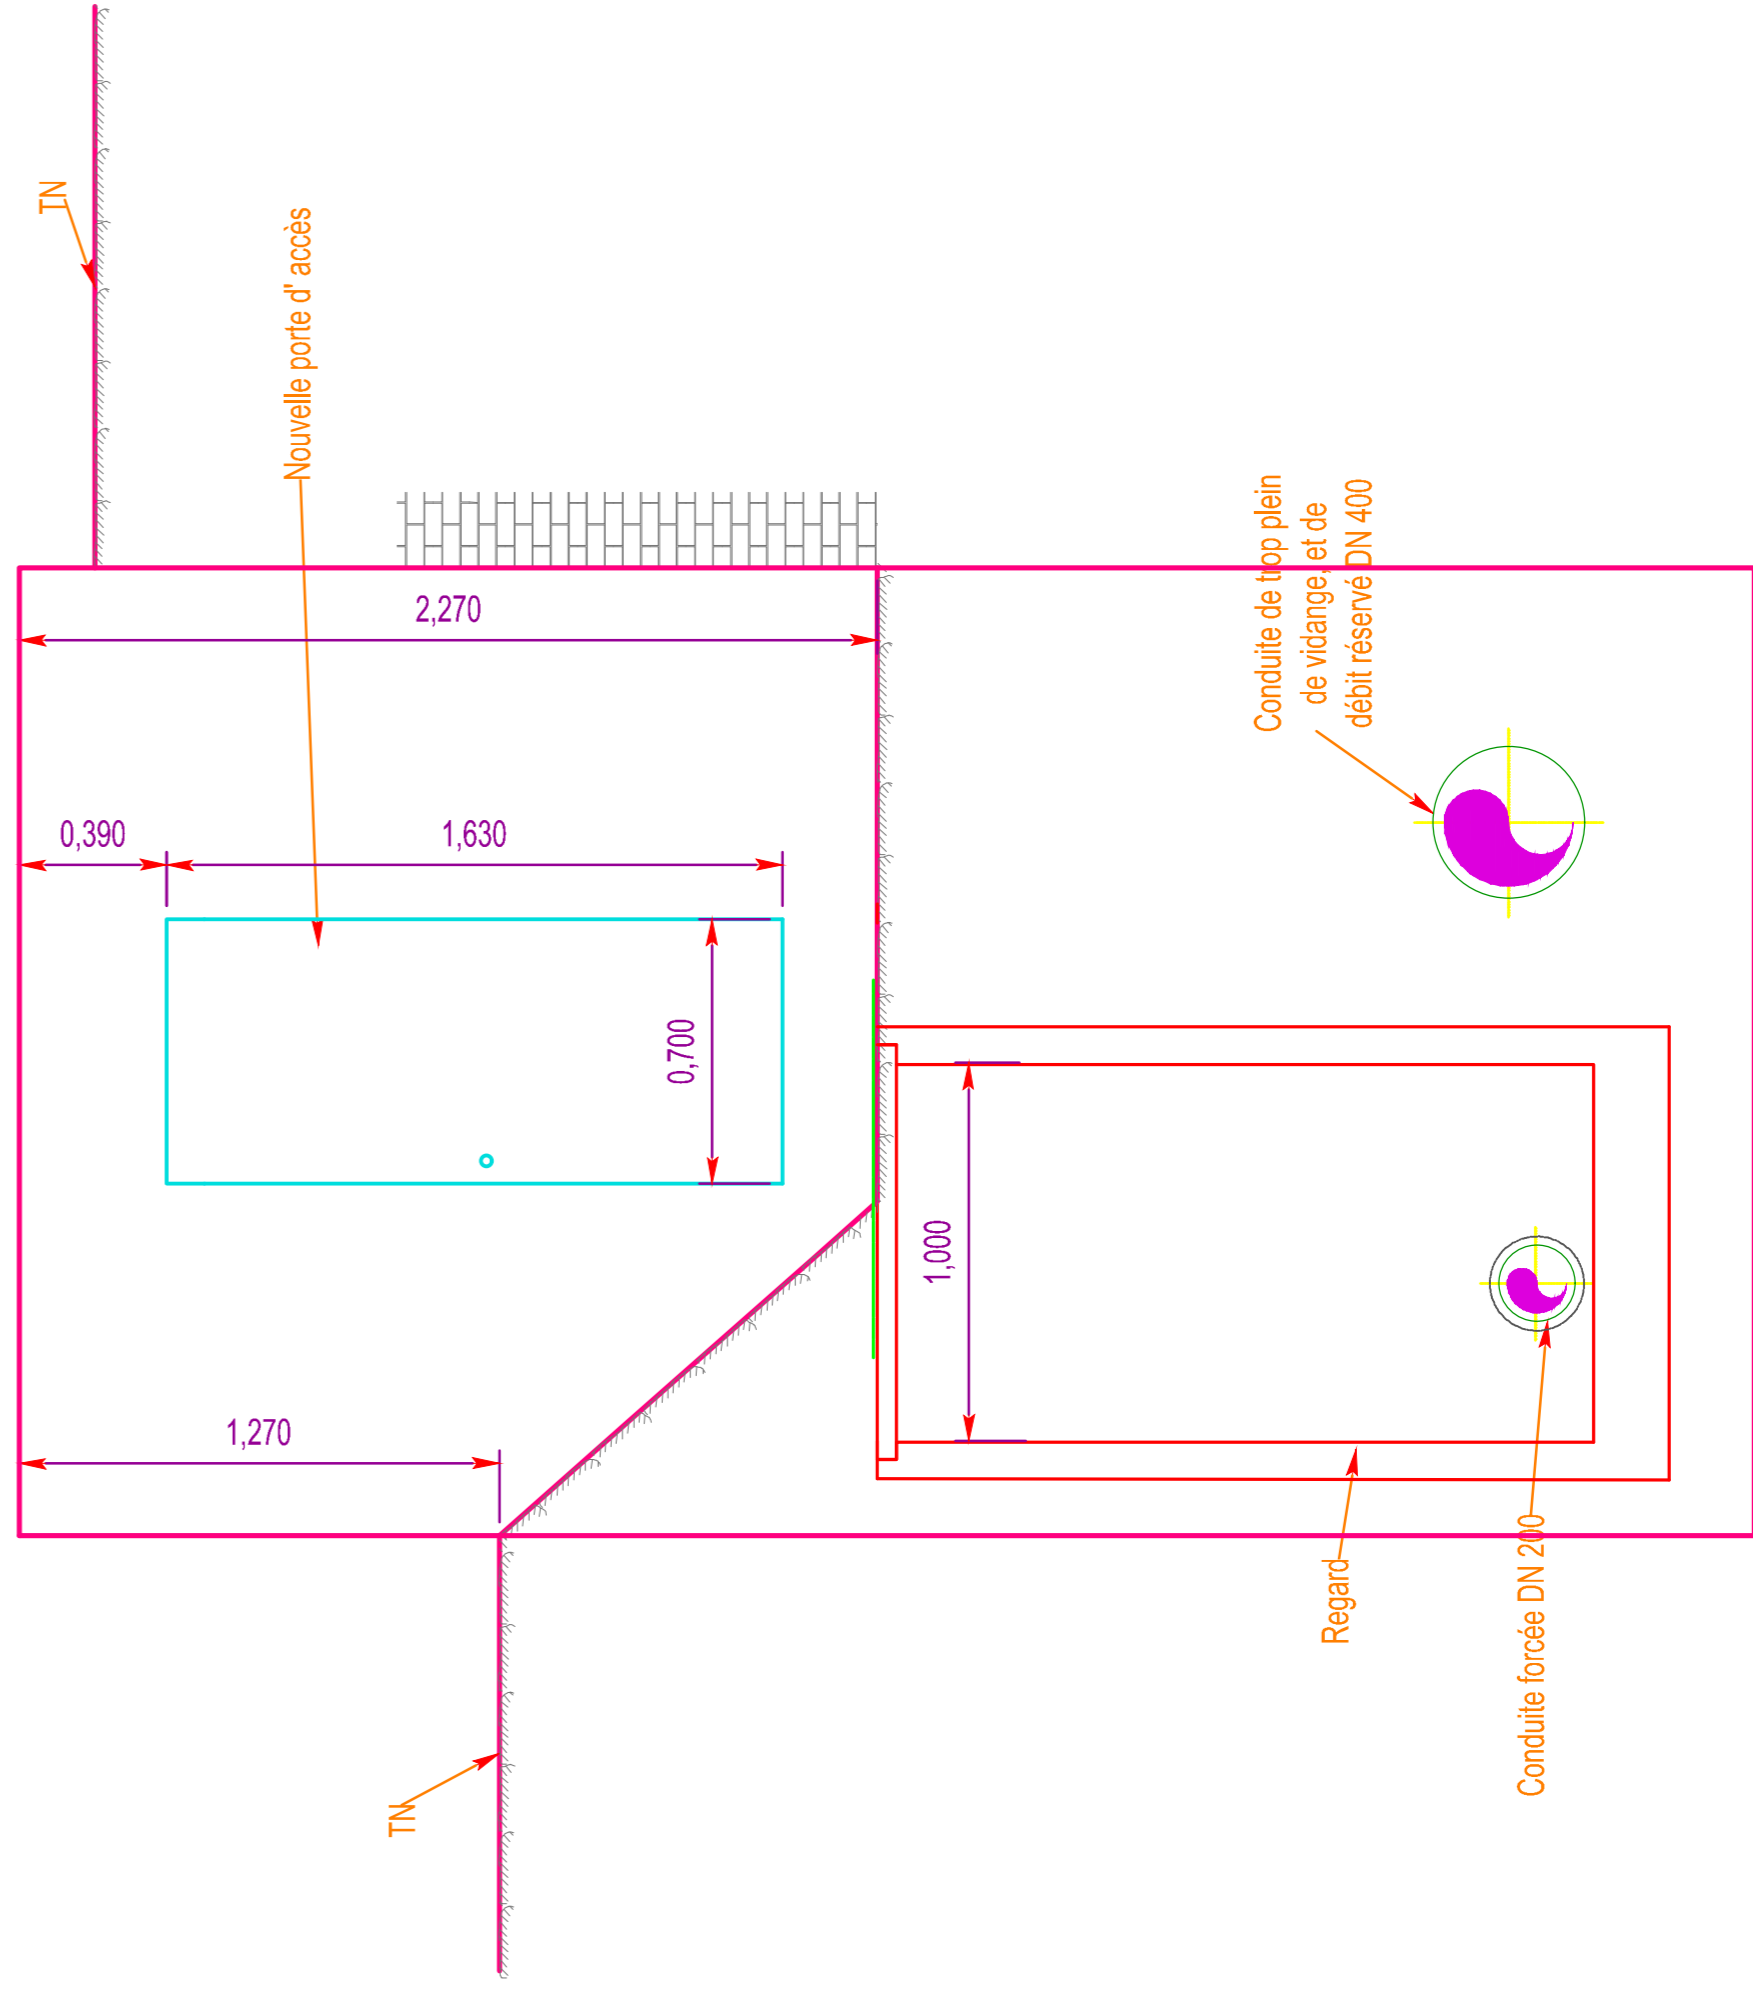 TN
Nouvelle porte d' accès
2,270
0,390
1,630
0,700
1,270
1,000
TN
Conduite de trop plein
de vidange, et de
débit réservé DN 400
Regard
Conduite forcée DN 200